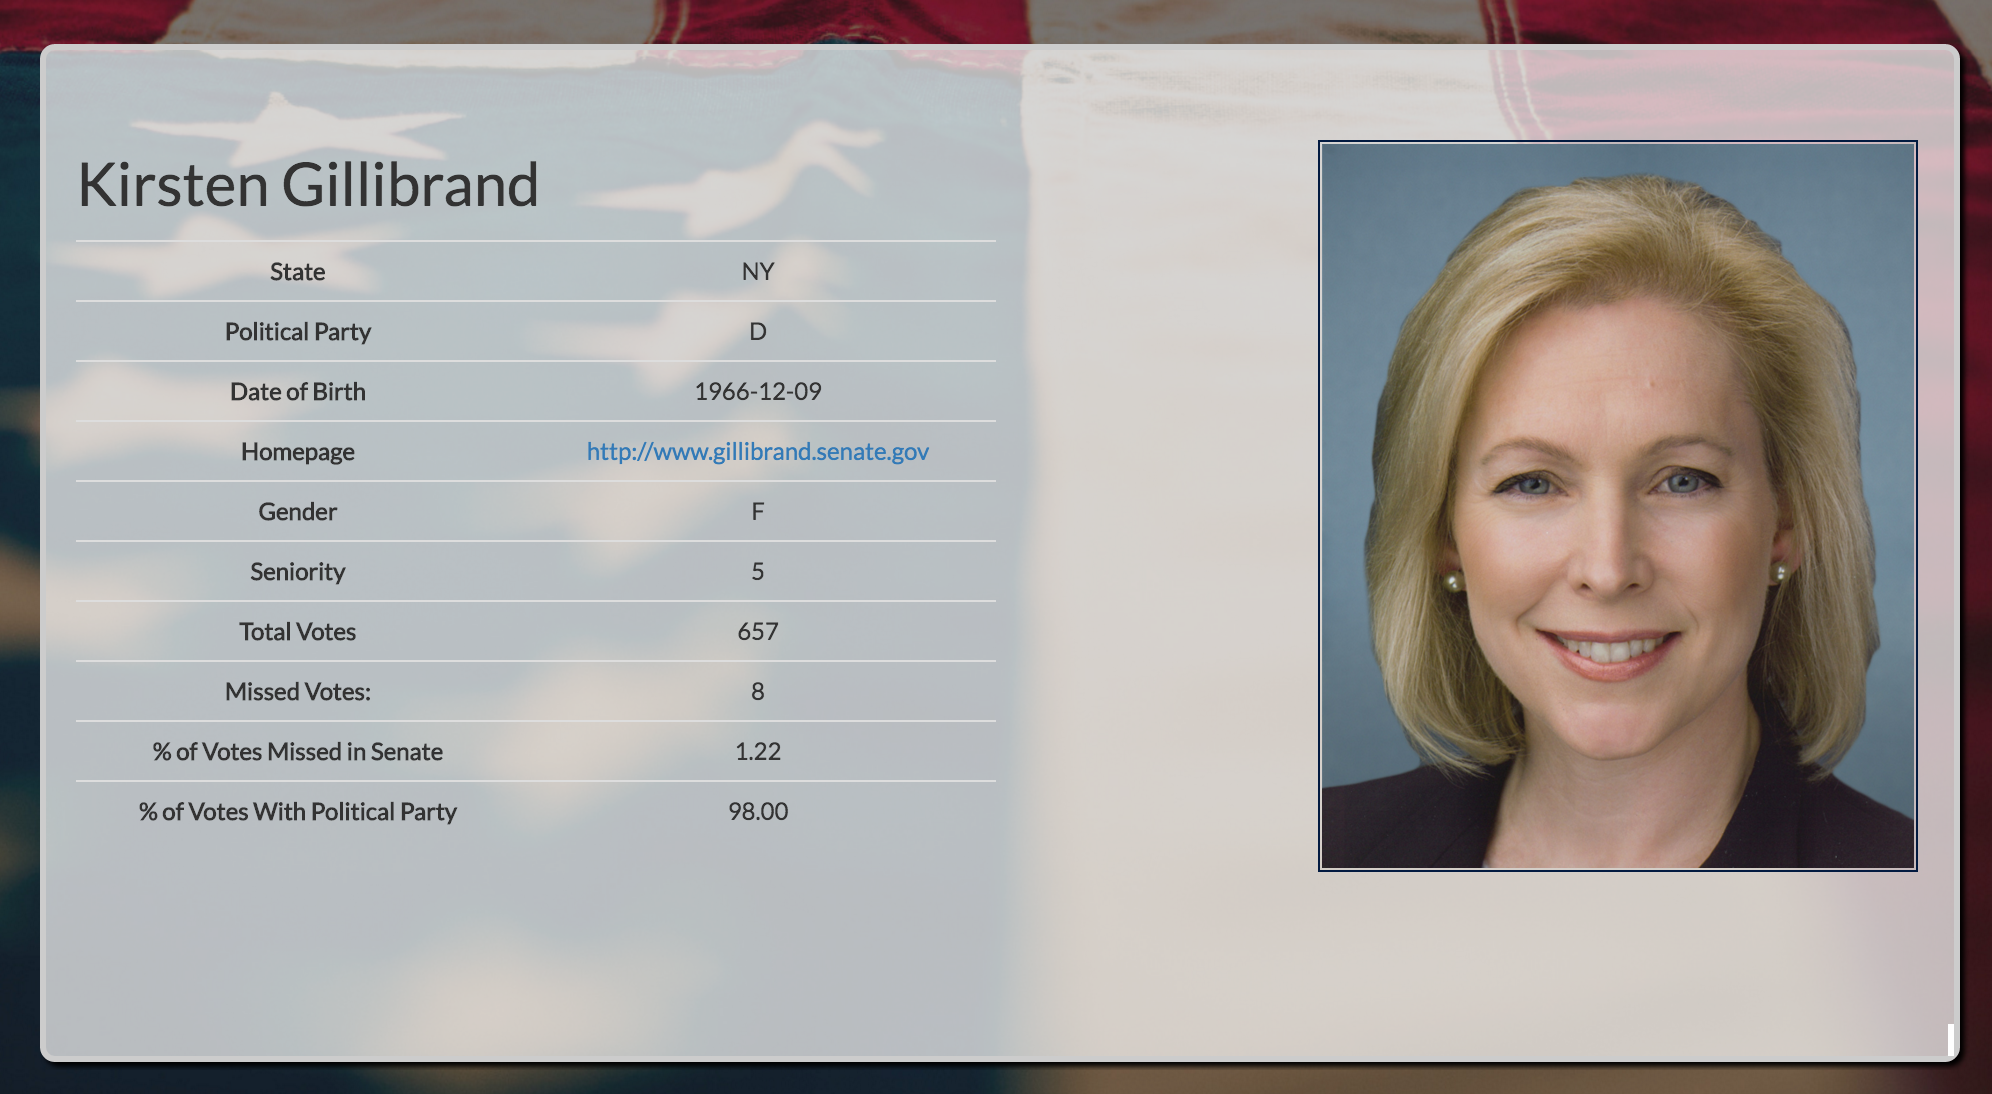 Kirsten Gillibrand
State NY
Political Party D
Date of Birth 1966-12-09
Homepage http://www.gillibrand.senate.gov
Gender F
Seniority 5
Total Votes 657
Missed Votes: 8
% of Votes Missed in Senate 1.22
% of Votes With Political Party 98.00